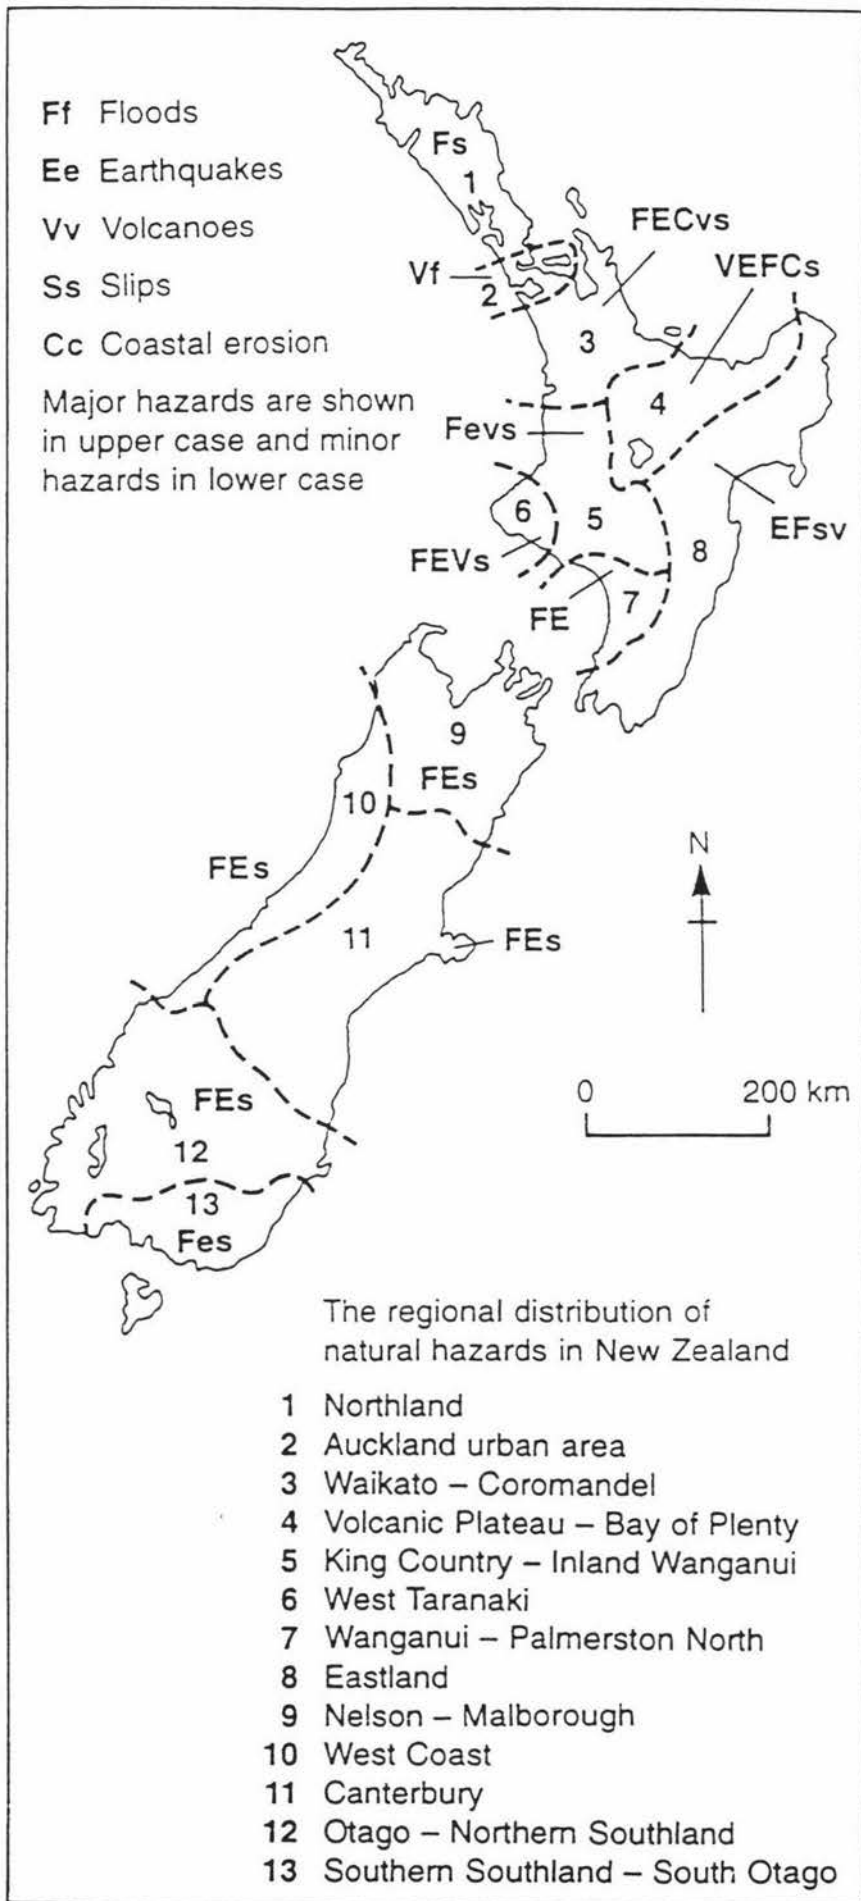 Ff Floods
Ee Earthquakes
Vv Volcanoes
Ss Slips
Cc Coastal erosion
Major hazards are shown
in upper case and minor
hazards in lower case
Fs
1
FECvs
VEFCs
Vf
2
3
4
Fevs
6
5
EFsv
8
FEVs
FE
7
9
FEs
10
FEs
N
11
FEs
FEs
0 200 km
12
13
Fes
The regional distribution of
natural hazards in New Zealand
1 Northland
2 Auckland urban area
3 Waikato – Coromandel
4 Volcanic Plateau – Bay of Plenty
5 King Country – Inland Wanganui
6 West Taranaki
7 Wanganui – Palmerston North
8 Eastland
9 Nelson – Malborough
10 West Coast
11 Canterbury
12 Otago – Northern Southland
13 Southern Southland – South Otago